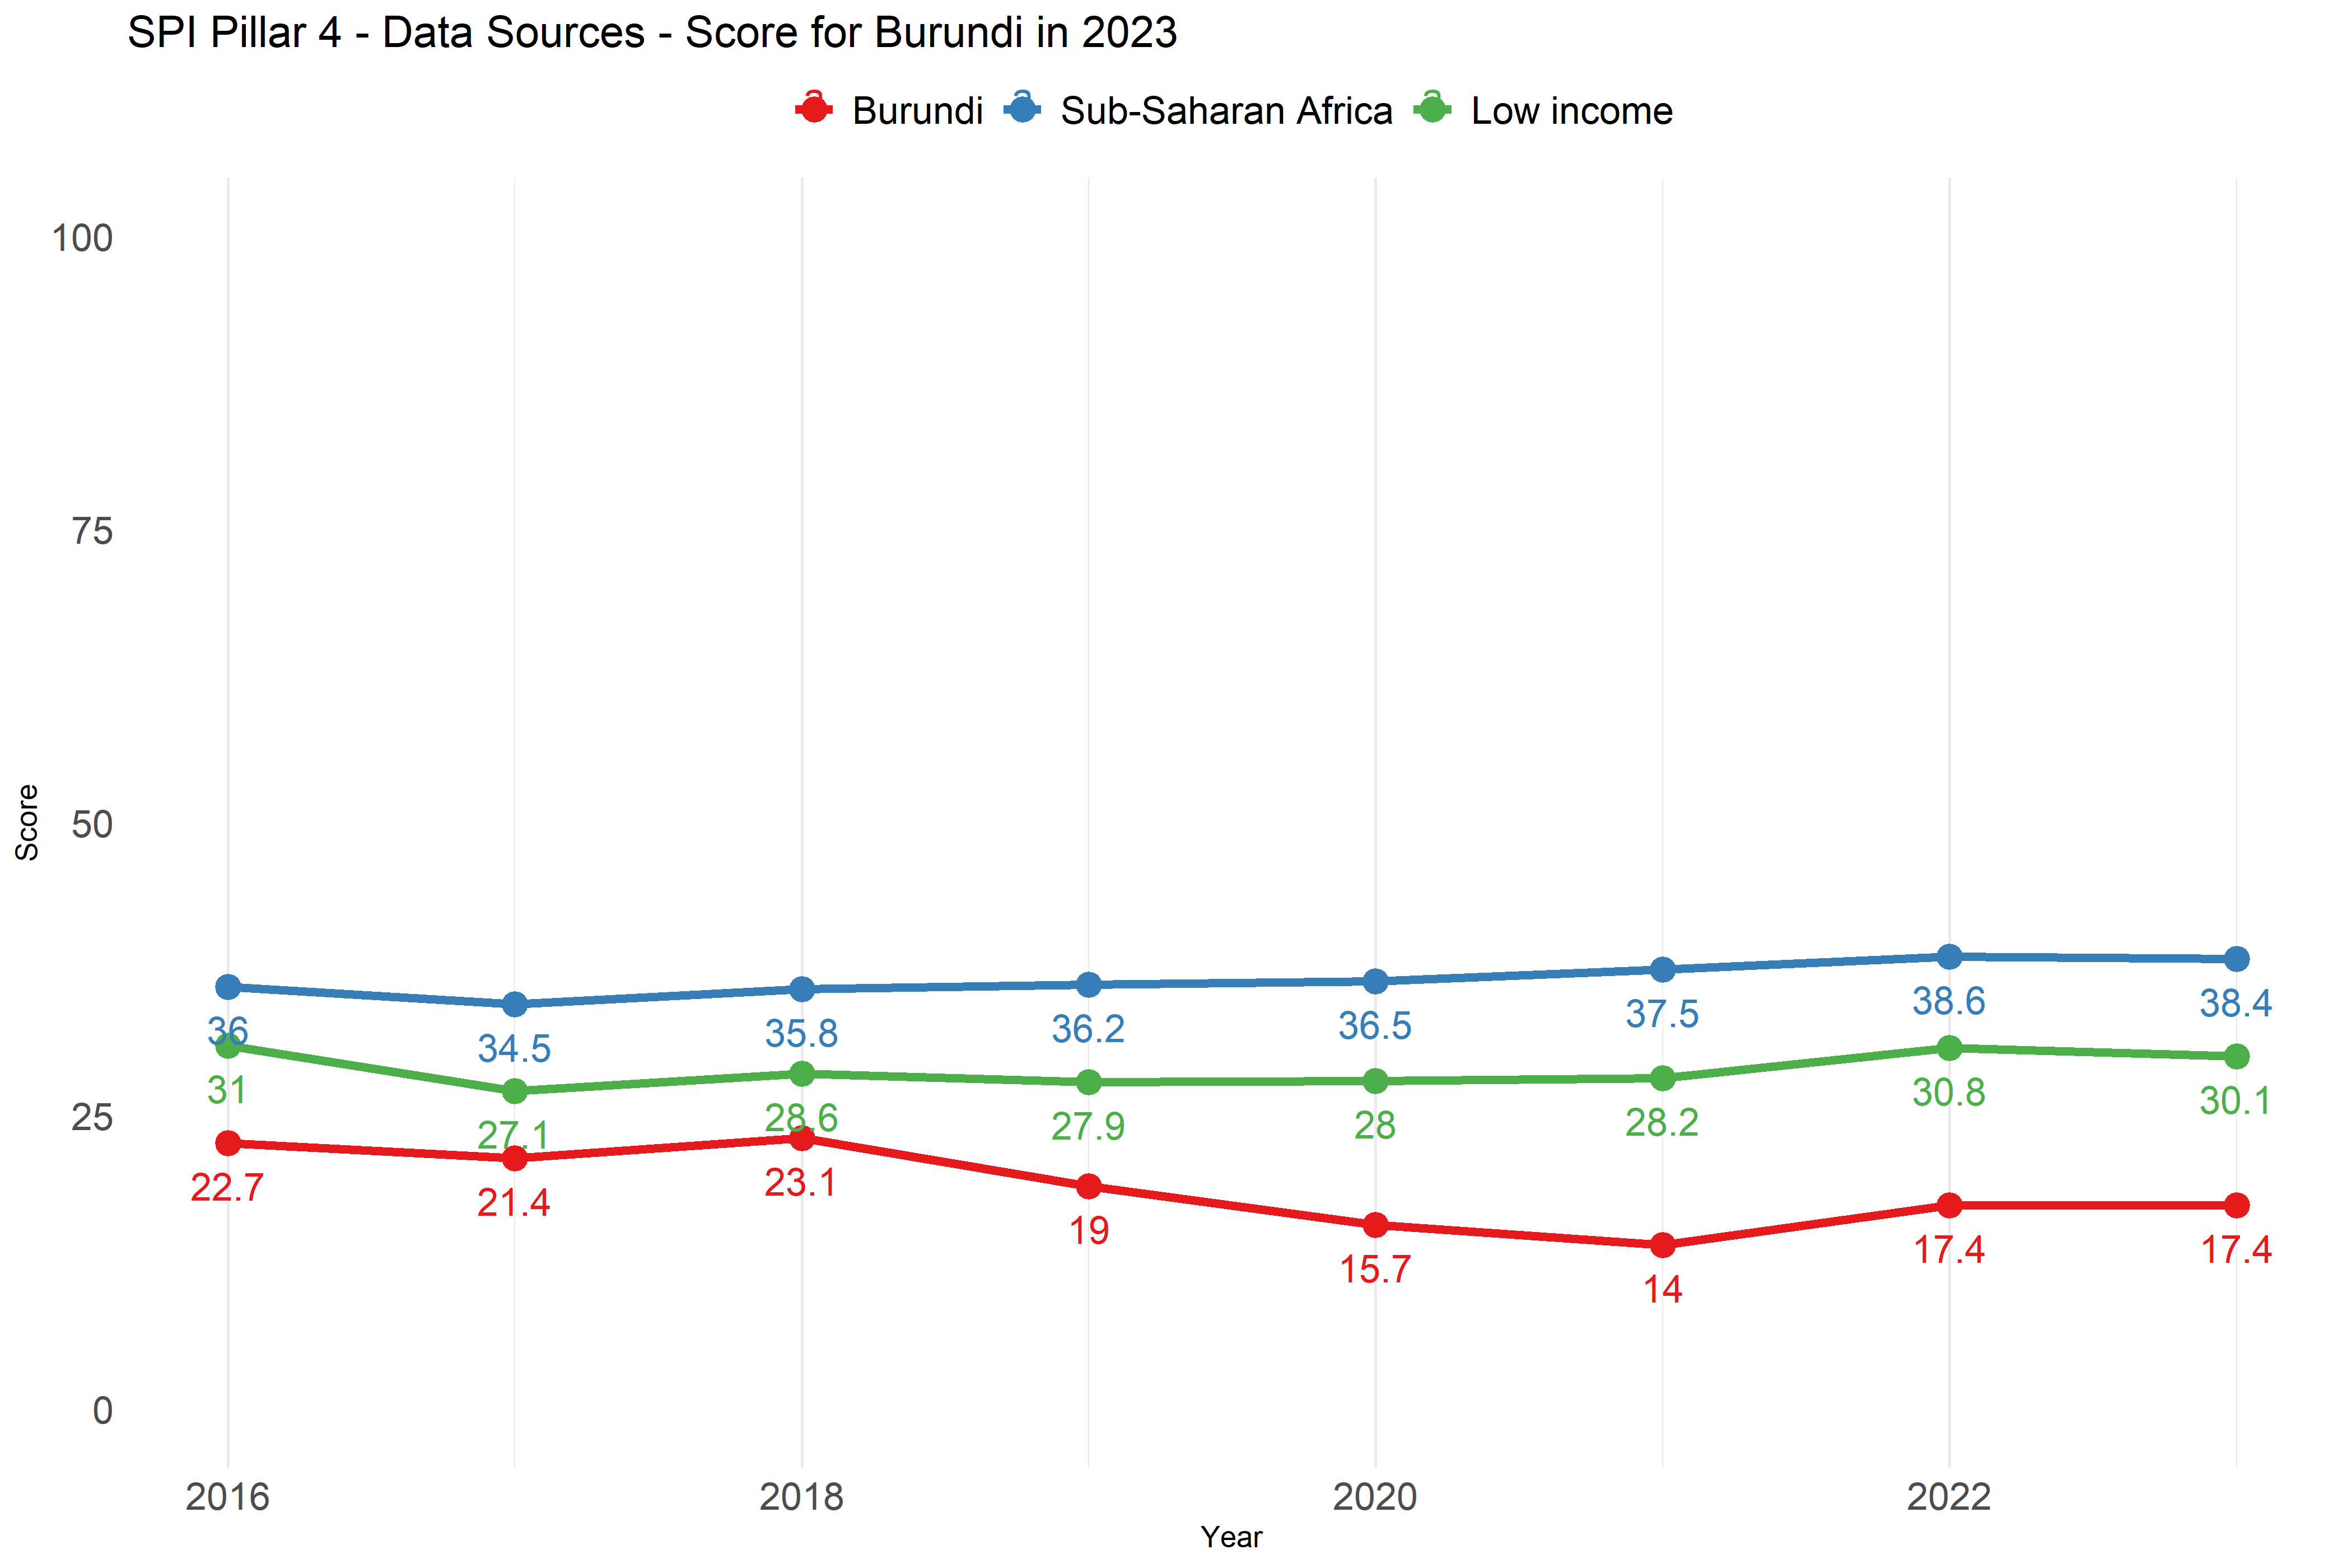 SPI Pillar 4 - Data Sources - Score for Burundi in 2023
Burundi Sub-Saharan Africa Low income
100
75
50
25
0
Score
36 34.5 35.8 36.2 36.5 37.5 38.6 38.4
31 27.1 28.6 27.9 28 28.2 30.8 30.1
22.7 21.4 23.1 19 15.7 14 17.4 17.4
2016 2018 2020 2022
Year